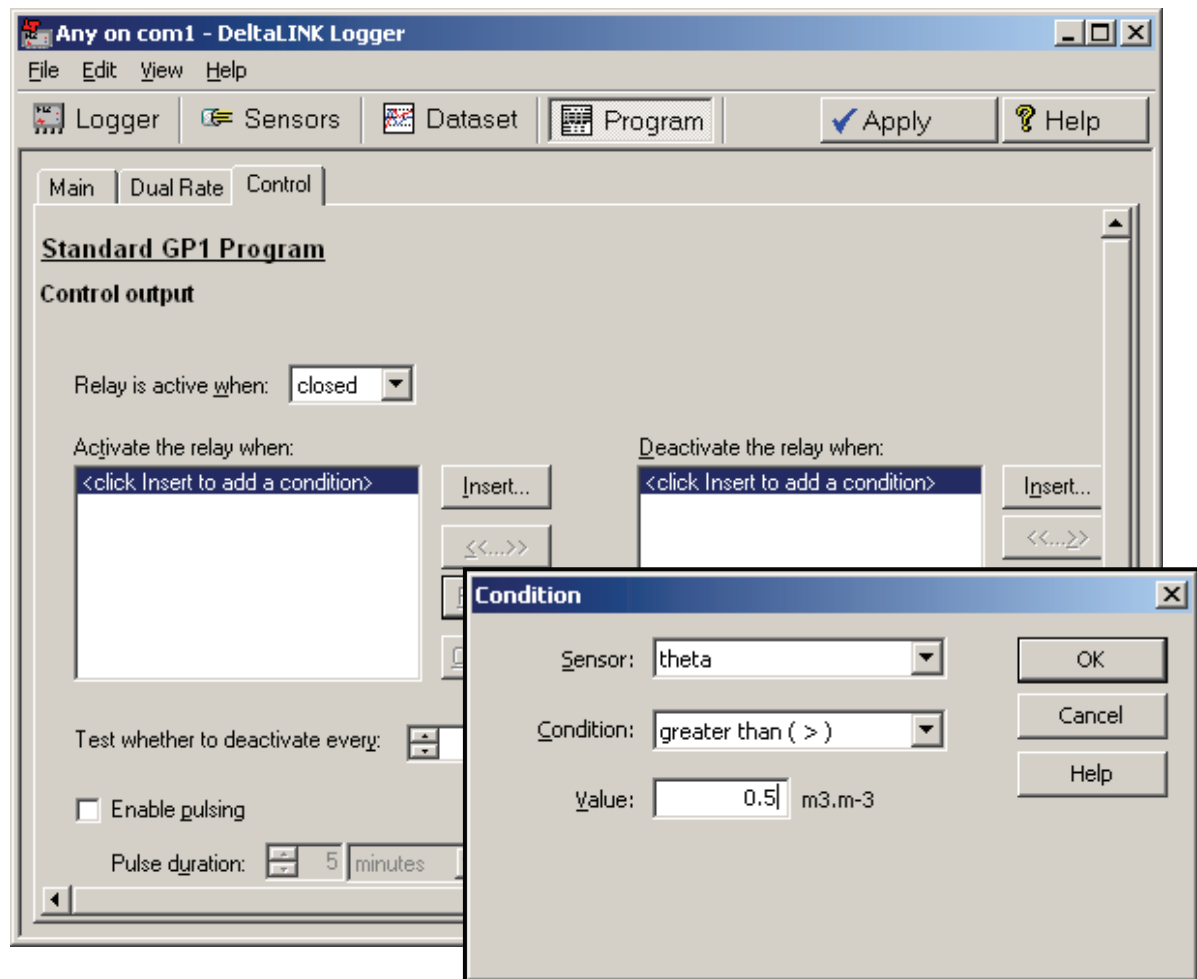 Any on com1 - DeltaLINK Logger
File Edit View Help
Logger Sensors Dataset Program Apply Help
Main Dual Rate Control
Standard GP1 Program
Control output
Relay is active when: closed
Activate the relay when:
<click Insert to add a condition>
Insert...
<<...>>
Deactivate the relay when:
<click Insert to add a condition>
Insert...
<<...>>
Test whether to deactivate every:
Enable pulsing
Pulse duration: 5 minutes
Condition
Sensor: theta
Condition: greater than ( > )
Value: 0.5 m3.m-3
OK
Cancel
Help